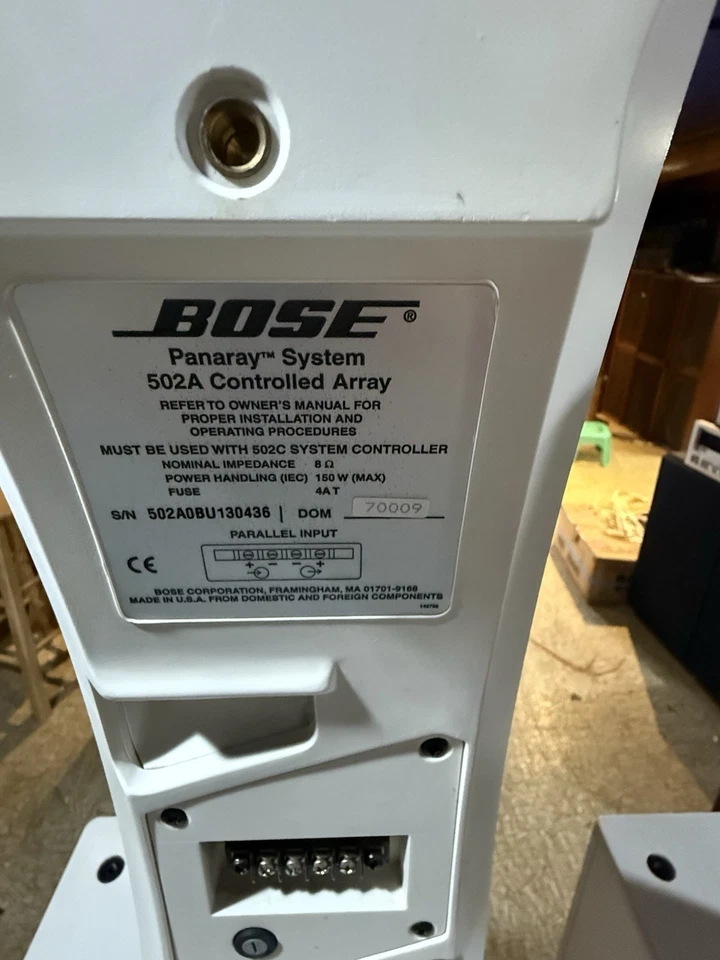 BOSE®
Panaray™ System
502A Controlled Array
REFER TO OWNER'S MANUAL FOR
PROPER INSTALLATION AND
OPERATING PROCEDURES
MUST BE USED WITH 502C SYSTEM CONTROLLER
NOMINAL IMPEDANCE 8 Ω
POWER HANDLING (IEC) 150 W (MAX)
FUSE 4A T
S/N 502A0BU130436 | DOM 70009
PARALLEL INPUT
+ - - +
CE
BOSE CORPORATION, FRAMINGHAM, MA 01701-9168
MADE IN U.S.A. FROM DOMESTIC AND FOREIGN COMPONENTS